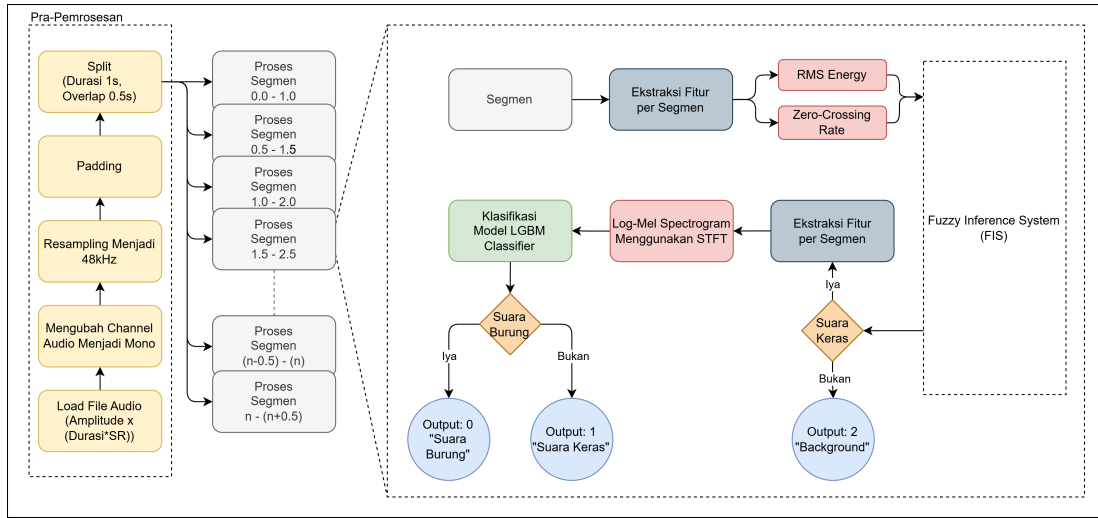 Pra-Pemrosesan
Split
(Durasi 1s,
Overlap 0.5s)
Padding
Resampling Menjadi
48kHz
Mengubah Channel
Audio Menjadi Mono
Load File Audio
(Amplitude x
(Durasi*SR))
Proses
Segmen
0.0 - 1.0
Proses
Segmen
0.5 - 1.5
Proses
Segmen
1.0 - 2.0
Proses
Segmen
1.5 - 2.5
Proses
Segmen
(n-0.5) - (n)
Proses
Segmen
n - (n+0.5)
Segmen
Ekstraksi Fitur
per Segmen
RMS Energy
Zero-Crossing
Rate
Fuzzy Inference System
(FIS)
Klasifikasi
Model LGBM
Classifier
Log-Mel Spectrogram
Menggunakan STFT
Ekstraksi Fitur
per Segmen
Iya
Suara
Keras
Bukan
Output: 2
"Background"
Suara
Burung
Iya
Bukan
Output: 0
"Suara
Burung"
Output: 1
"Suara Keras"